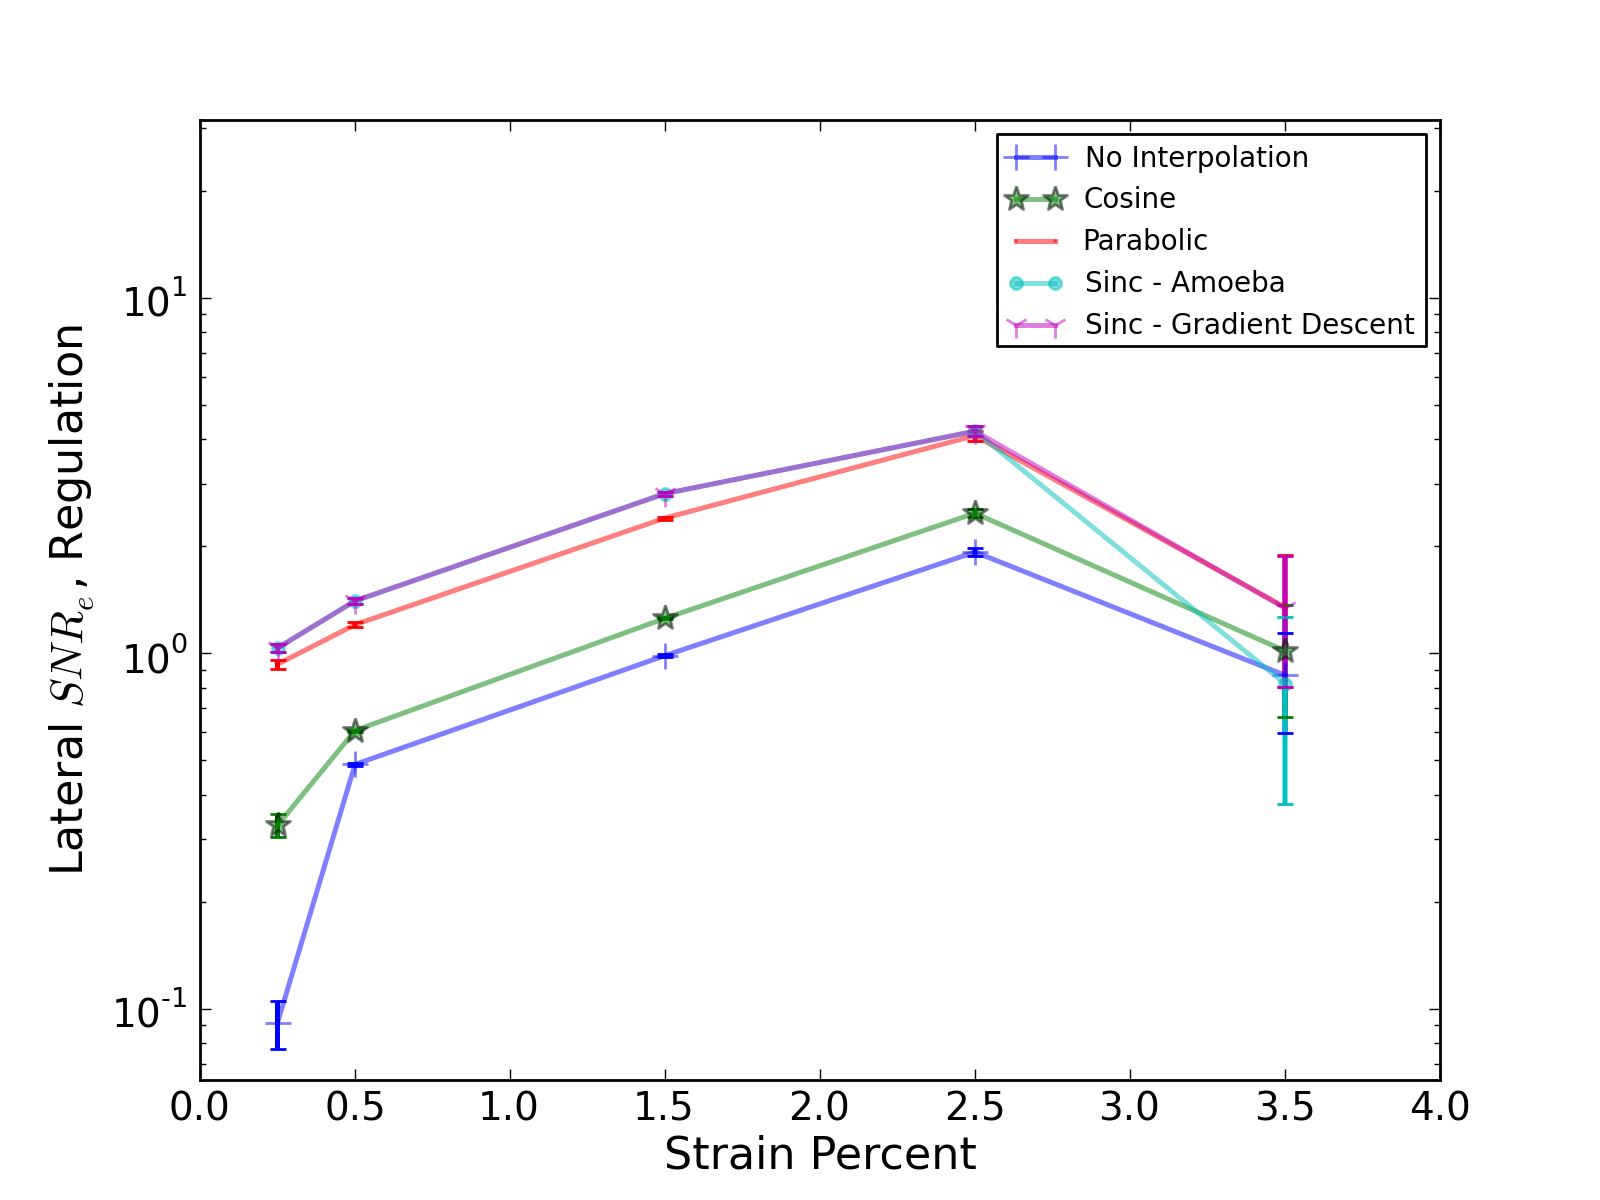 No Interpolation
Cosine
Parabolic
Sinc - Amoeba
Sinc - Gradient Descent
10^1
10^0
10^-1
Lateral SNR_e, Regulation
0.0 0.5 1.0 1.5 2.0 2.5 3.0 3.5 4.0
Strain Percent